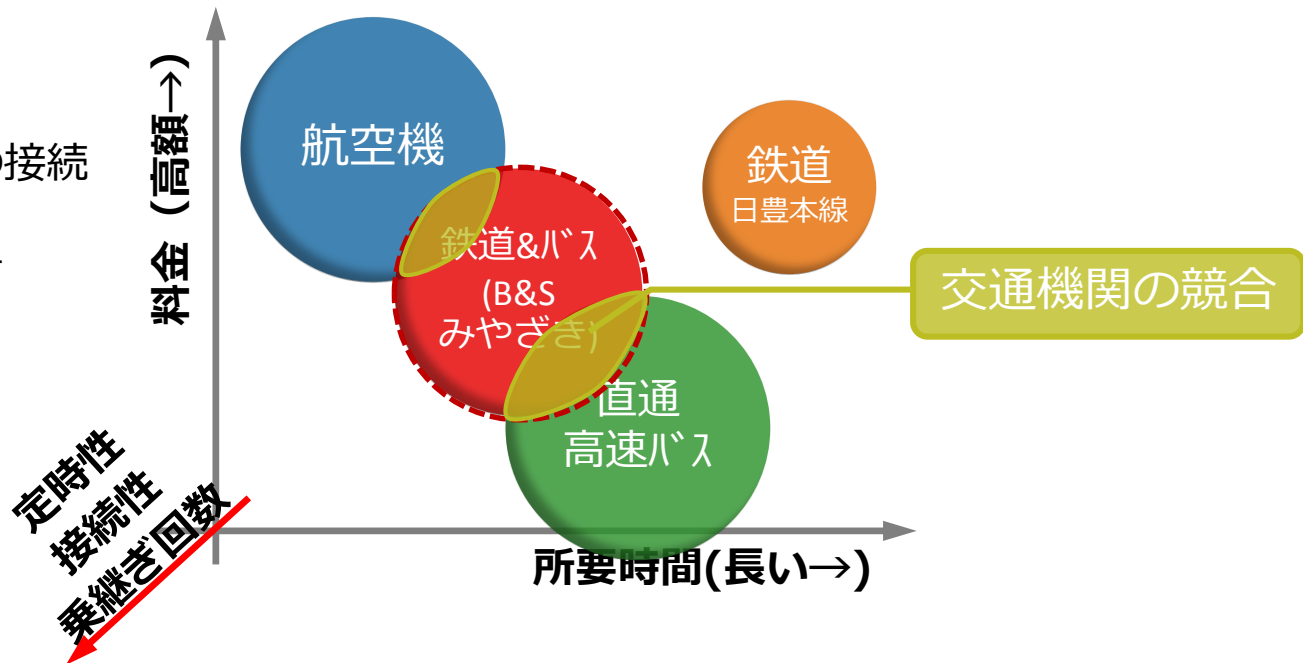 の接続
料金（高額→）
航空機
鉄道
日豊本線
鉄道&ﾊﾞｽ
(B&S
みやざき)
交通機関の競合
直通
高速ﾊﾞｽ
定時性
接続性
乗継ぎ回数
所要時間(長い→)